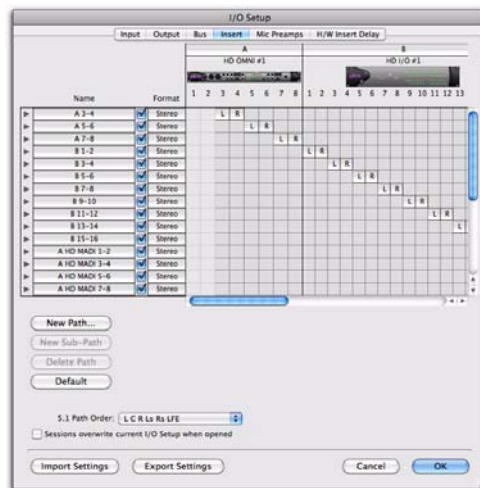 I/O Setup
Input Output Bus Insert Mic Preamps H/W Insert Delay
A B
HD OMNI #1 HD I/O #1
Name Format 1 2 3 4 5 6 7 8 1 2 3 4 5 6 7 8 9 10 11 12 13
A 3-4 Stereo L R
A 5-6 Stereo L R
A 7-8 Stereo L R
B 1-2 Stereo L R
B 3-4 Stereo L R
B 5-6 Stereo L R
B 7-8 Stereo L R
B 9-10 Stereo L R
B 11-12 Stereo L R
B 13-14 Stereo L
B 15-16 Stereo
A HD MADI 1-2 Stereo
A HD MADI 3-4 Stereo
A HD MADI 5-6 Stereo
A HD MADI 7-8 Stereo
New Path...
New Sub-Path
Delete Path
Default
5.1 Path Order: L C R Ls Rs LFE
Sessions overwrite current I/O Setup when opened
Import Settings Export Settings Cancel OK